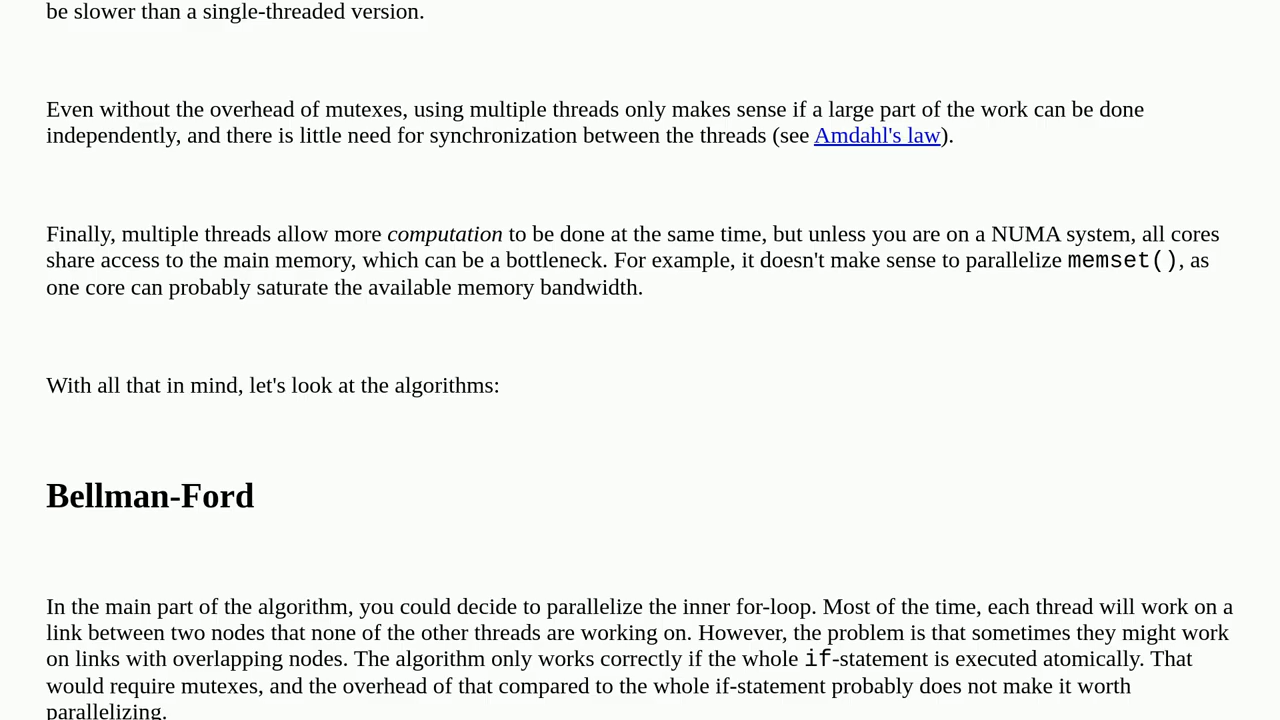 be slower than a single-threaded version.
Even without the overhead of mutexes, using multiple threads only makes sense if a large part of the work can be done
independently, and there is little need for synchronization between the threads (see Amdahl's law).
Finally, multiple threads allow more computation to be done at the same time, but unless you are on a NUMA system, all cores
share access to the main memory, which can be a bottleneck. For example, it doesn't make sense to parallelize memset(), as
one core can probably saturate the available memory bandwidth.
With all that in mind, let's look at the algorithms:
Bellman-Ford
In the main part of the algorithm, you could decide to parallelize the inner for-loop. Most of the time, each thread will work on a
link between two nodes that none of the other threads are working on. However, the problem is that sometimes they might work
on links with overlapping nodes. The algorithm only works correctly if the whole if-statement is executed atomically. That
would require mutexes, and the overhead of that compared to the whole if-statement probably does not make it worth
parallelizing.